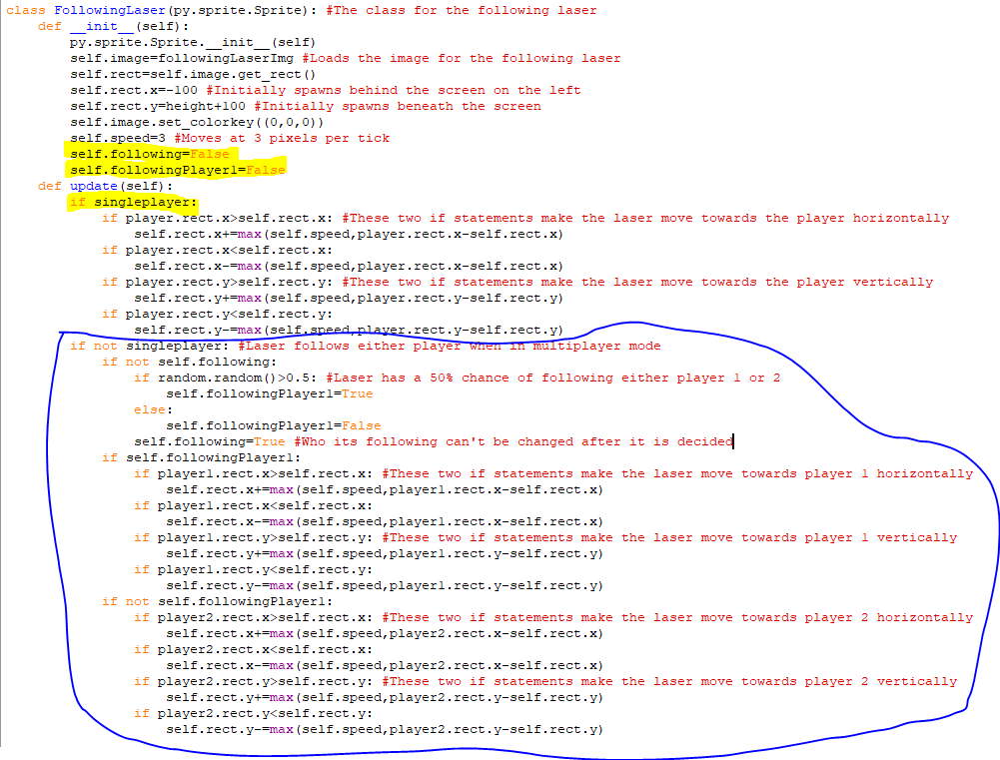 class FollowingLaser(py.sprite.Sprite): #The class for the following laser
    def __init__(self):
        py.sprite.Sprite.__init__(self)
        self.image=followingLaserImg #Loads the image for the following laser
        self.rect=self.image.get_rect()
        self.rect.x=-100 #Initially spawns behind the screen on the left
        self.rect.y=height+100 #Initially spawns beneath the screen
        self.image.set_colorkey((0,0,0))
        self.speed=3 #Moves at 3 pixels per tick
        self.following=False
        self.followingPlayer1=False
    def update(self):
        if singleplayer:
            if player.rect.x>self.rect.x: #These two if statements make the laser move towards the player horizontally
                self.rect.x+=max(self.speed,player.rect.x-self.rect.x)
            if player.rect.x<self.rect.x:
                self.rect.x-=max(self.speed,player.rect.x-self.rect.x)
            if player.rect.y>self.rect.y: #These two if statements make the laser move towards the player vertically
                self.rect.y+=max(self.speed,player.rect.y-self.rect.y)
            if player.rect.y<self.rect.y:
                self.rect.y-=max(self.speed,player.rect.y-self.rect.y)
        if not singleplayer: #Laser follows either player when in multiplayer mode
            if not self.following:
                if random.random()>0.5: #Laser has a 50% chance of following either player 1 or 2
                    self.followingPlayer1=True
                else:
                    self.followingPlayer1=False
                self.following=True #Who its following can't be changed after it is decided
            if self.followingPlayer1:
                if player1.rect.x>self.rect.x: #These two if statements make the laser move towards player 1 horizontally
                    self.rect.x+=max(self.speed,player1.rect.x-self.rect.x)
                if player1.rect.x<self.rect.x:
                    self.rect.x-=max(self.speed,player1.rect.x-self.rect.x)
                if player1.rect.y>self.rect.y: #These two if statements make the laser move towards player 1 vertically
                    self.rect.y+=max(self.speed,player1.rect.y-self.rect.y)
                if player1.rect.y<self.rect.y:
                    self.rect.y-=max(self.speed,player1.rect.y-self.rect.y)
            if not self.followingPlayer1:
                if player2.rect.x>self.rect.x: #These two if statements make the laser move towards player 2 horizontally
                    self.rect.x+=max(self.speed,player2.rect.x-self.rect.x)
                if player2.rect.x<self.rect.x:
                    self.rect.x-=max(self.speed,player2.rect.x-self.rect.x)
                if player2.rect.y>self.rect.y: #These two if statements make the laser move towards player 2 vertically
                    self.rect.y+=max(self.speed,player2.rect.y-self.rect.y)
                if player2.rect.y<self.rect.y:
                    self.rect.y-=max(self.speed,player2.rect.y-self.rect.y)